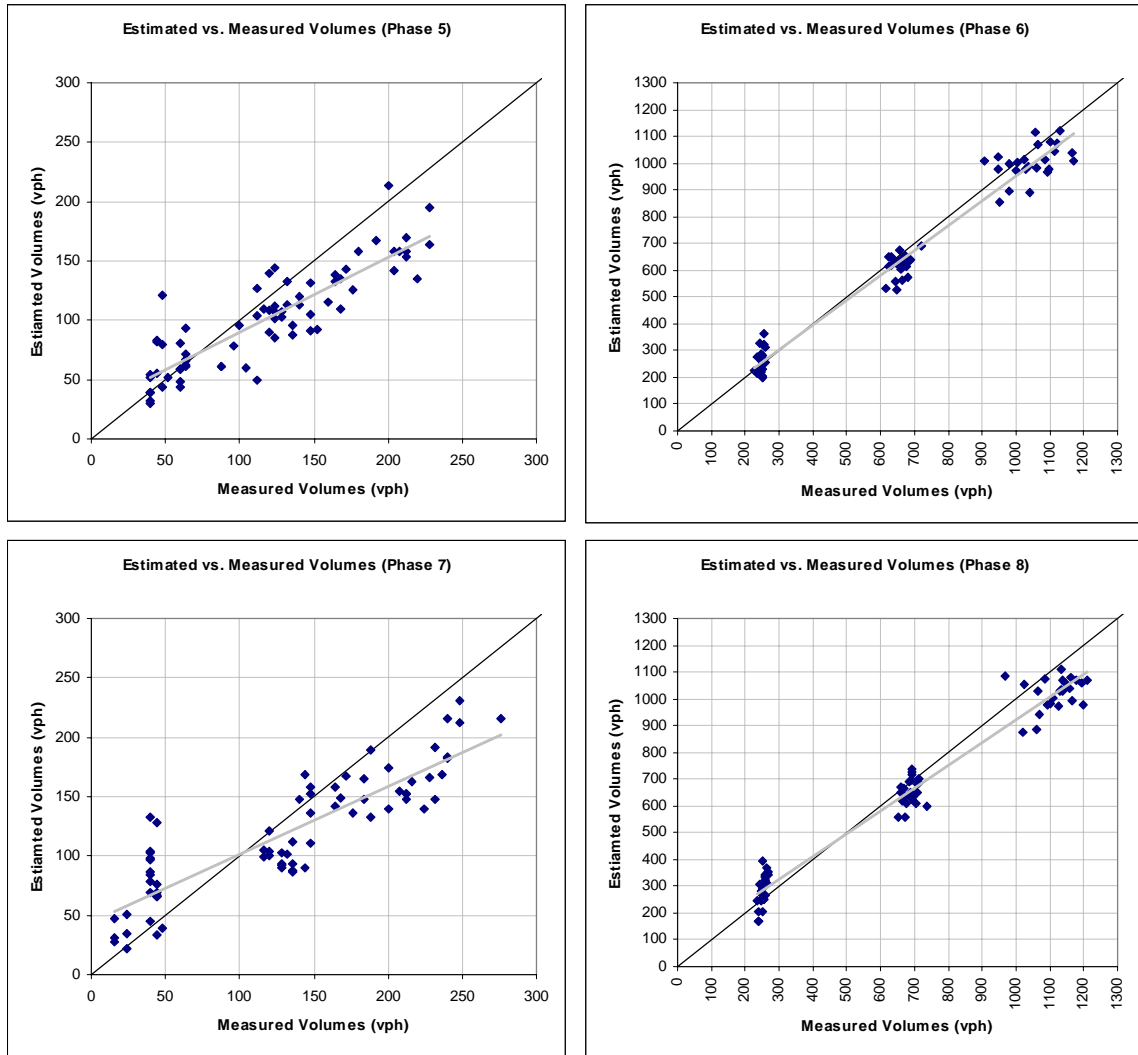 Estimated vs. Measured Volumes (Phase 5)
300
250
200
150
100
50
0
Estiamted Volumes (vph)
0 50 100 150 200 250 300
Measured Volumes (vph)
Estimated vs. Measured Volumes (Phase 6)
1300
1200
1100
1000
900
800
700
600
500
400
300
200
100
0
Estiamted Volumes (vph)
0 100 200 300 400 500 600 700 800 900 1000 1100 1200 1300
Measured Volumes (vph)
Estimated vs. Measured Volumes (Phase 7)
300
250
200
150
100
50
0
Estiamted Volumes (vph)
0 50 100 150 200 250 300
Measured Volumes (vph)
Estimated vs. Measured Volumes (Phase 8)
1300
1200
1100
1000
900
800
700
600
500
400
300
200
100
0
Estiamted Volumes (vph)
0 100 200 300 400 500 600 700 800 900 1000 1100 1200 1300
Measured Volumes (vph)